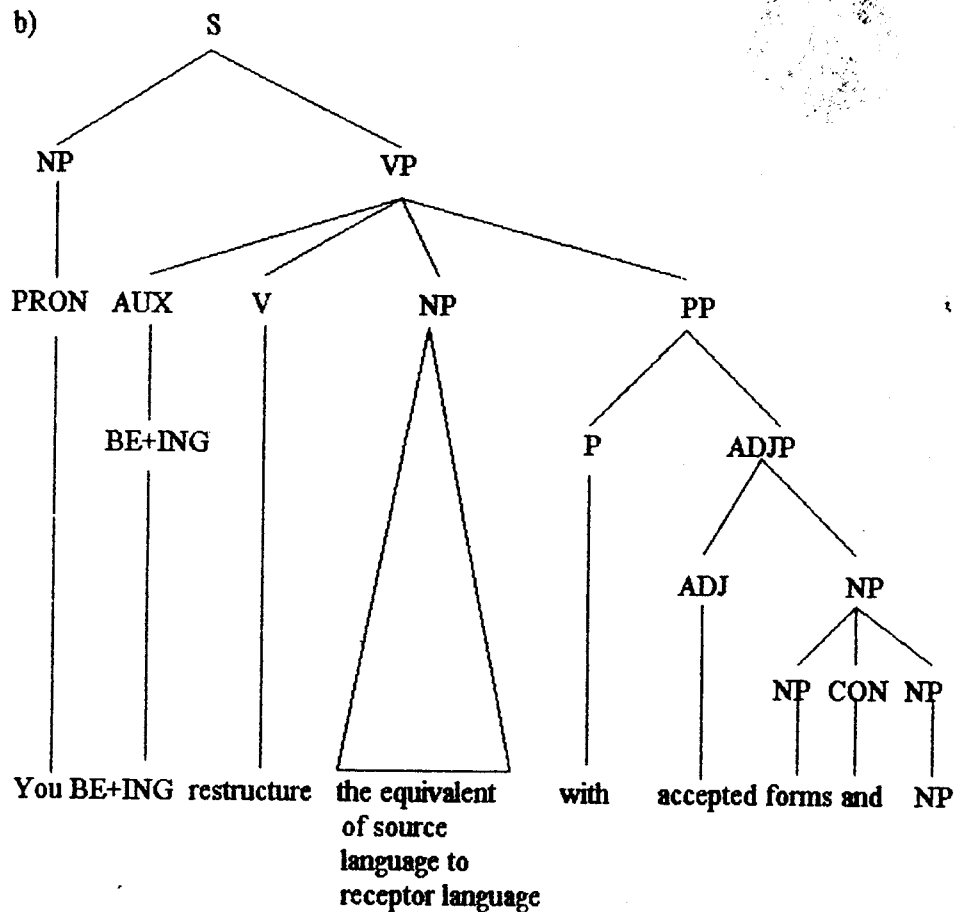 b)
S
NP VP
PRON AUX V NP PP
BE+ING P ADJP
ADJ NP
NP CON NP
You BE+ING restructure the equivalent with accepted forms and NP
of source
language to
receptor language